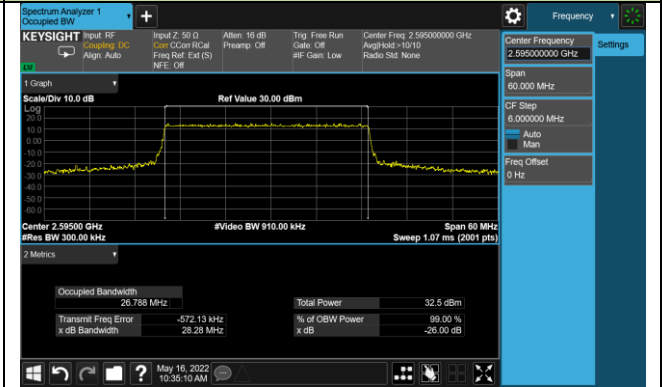 Spectrum Analyzer 1
Occupied BW
+
Frequency
KEYSIGHT
Input: RF
Coupling: DC
Align: Auto
Input Z: 50 Ω
Corr CCorr RCal
Freq Ref: Ext (S)
NFE: Off
Atten: 16 dB
Preamp: Off
Trig: Free Run
Gate: Off
#IF Gain: Low
Center Freq: 2.595000000 GHz
Avg|Hold:>10/10
Radio Std: None
LXI
1 Graph
Scale/Div 10.0 dB
Ref Value 30.00 dBm
Log
20.0
10.0
0.00
-10.0
-20.0
-30.0
-40.0
-50.0
-60.0
Center 2.59500 GHz
#Video BW 910.00 kHz
Span 60 MHz
#Res BW 300.00 kHz
Sweep 1.07 ms (2001 pts)
2 Metrics
Occupied Bandwidth
26.788 MHz
Total Power
32.5 dBm
Transmit Freq Error
-572.13 kHz
% of OBW Power
99.00 %
x dB Bandwidth
28.28 MHz
x dB
-26.00 dB
Center Frequency
2.595000000 GHz
Settings
Span
60.000 MHz
CF Step
6.000000 MHz
Auto
Man
Freq Offset
0 Hz
?
May 16, 2022
10:35:10 AM